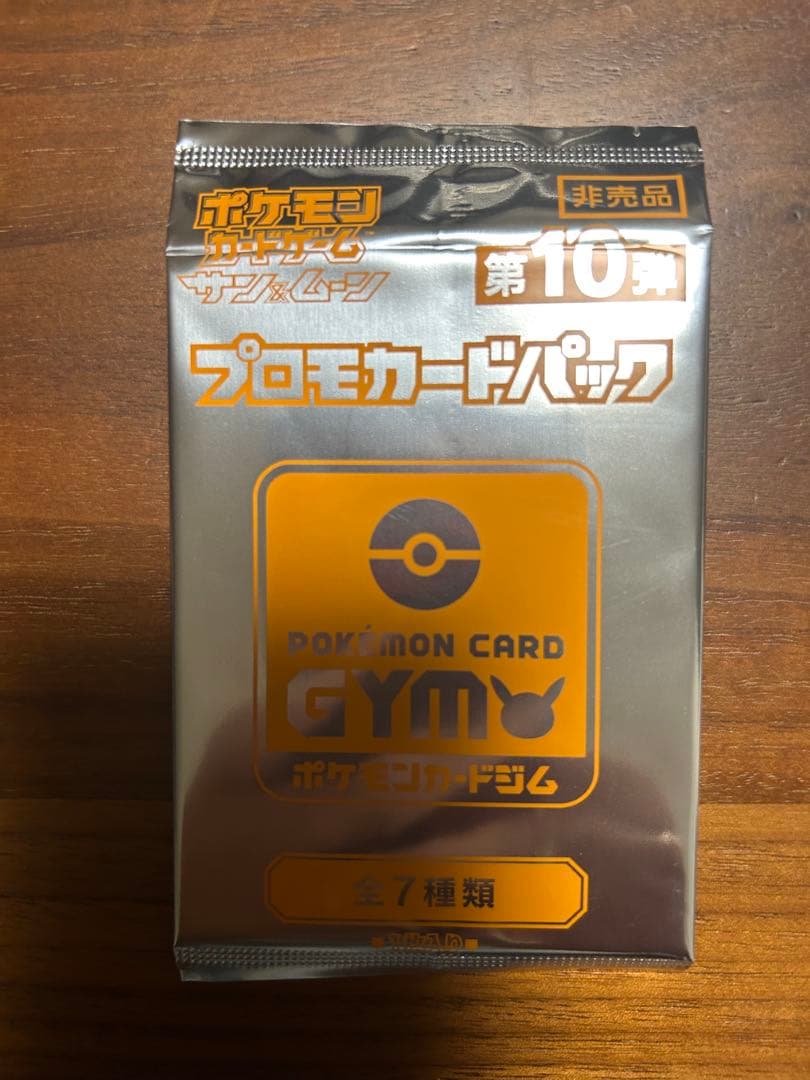 ポケモン
カードゲーム™
サン&ムーン
非売品
第10弾
プロモカードパック
POKÉMON CARD
GYM
ポケモンカードジム
全7種類